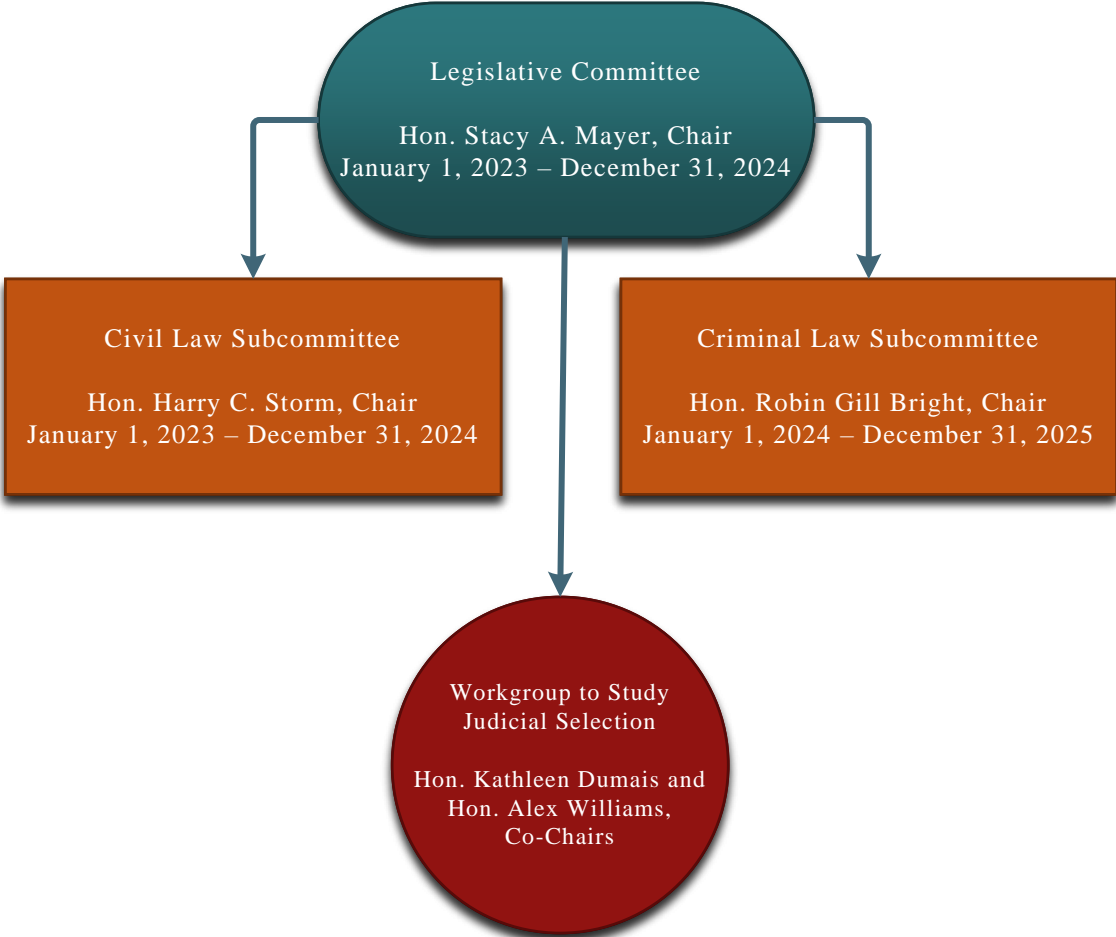 Legislative Committee
Hon. Stacy A. Mayer, Chair
January 1, 2023 – December 31, 2024
Civil Law Subcommittee
Hon. Harry C. Storm, Chair
January 1, 2023 – December 31, 2024
Criminal Law Subcommittee
Hon. Robin Gill Bright, Chair
January 1, 2024 – December 31, 2025
Workgroup to Study
Judicial Selection
Hon. Kathleen Dumais and
Hon. Alex Williams,
Co-Chairs